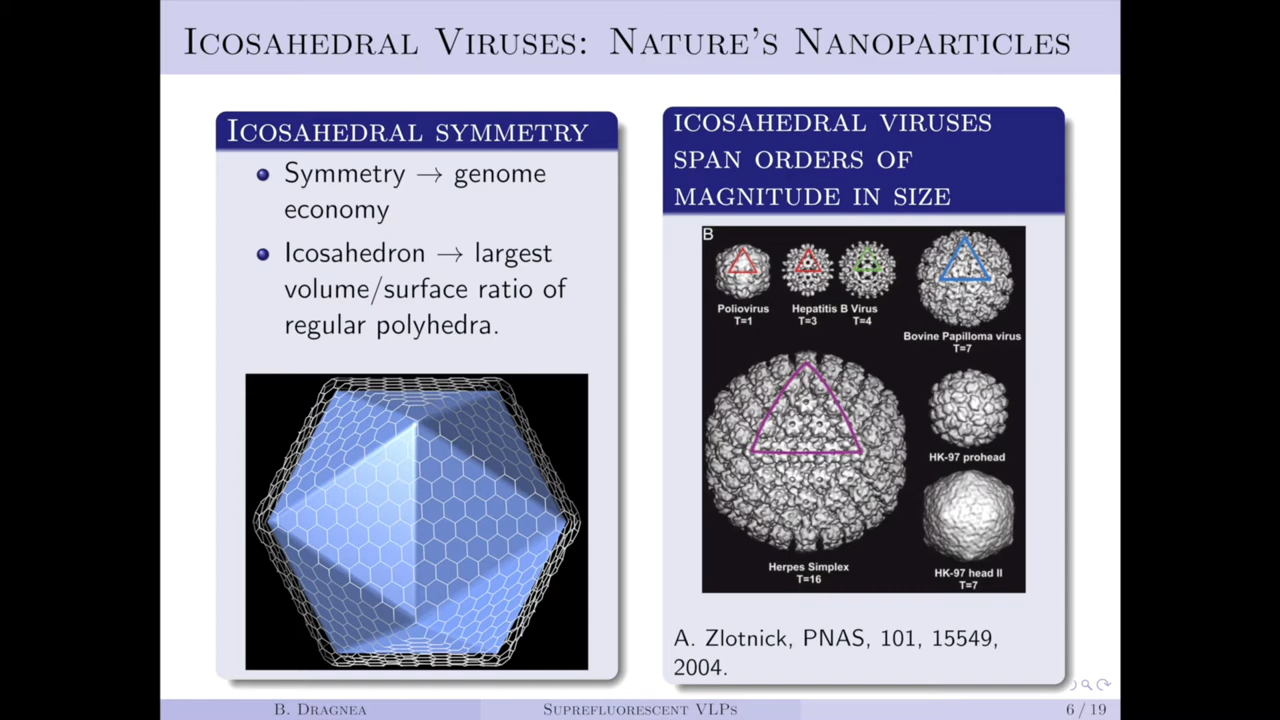 Icosahedral Viruses: Nature's Nanoparticles
Icosahedral symmetry
Symmetry → genome
economy
Icosahedron → largest
volume/surface ratio of
regular polyhedra.
icosahedral viruses
span orders of
magnitude in size
B
Poliovirus
T=1
Hepatitis B Virus
T=3 T=4
Bovine Papilloma virus
T=7
HK-97 prohead
Herpes Simplex
T=16
HK-97 head II
T=7
A. Zlotnick, PNAS, 101, 15549,
2004.
B. Dragnea Suprefluorescent VLPs 6 / 19